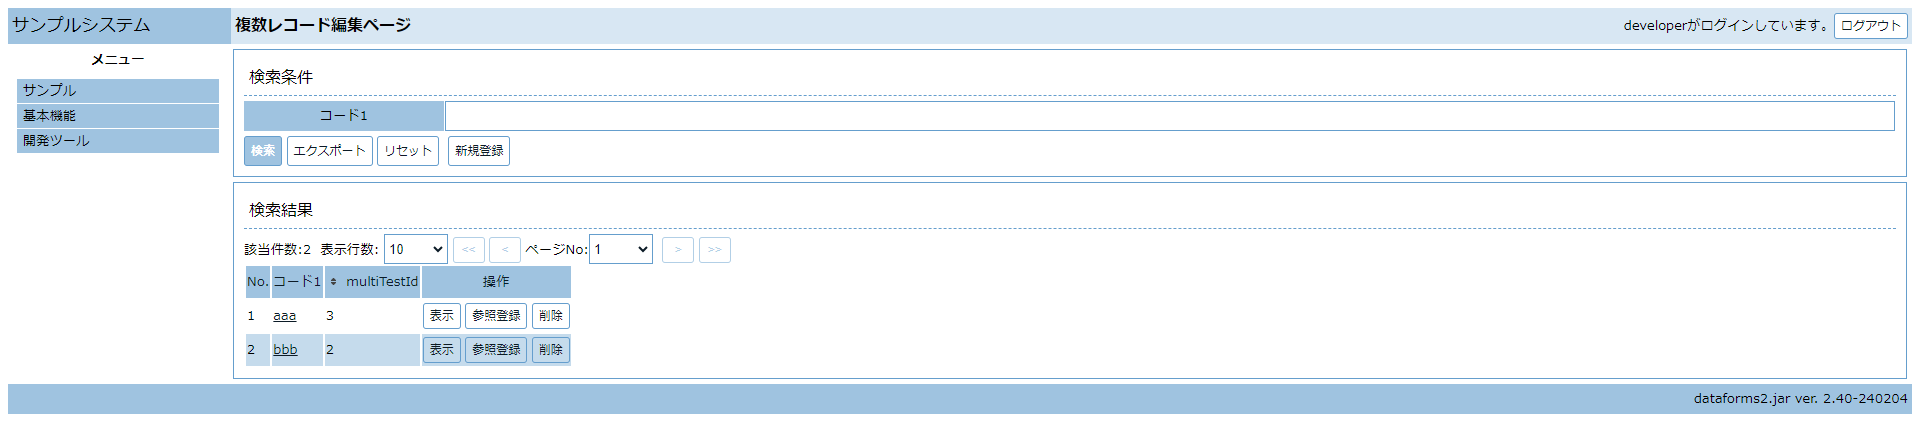 サンプルシステム 複数レコード編集ページ developerがログインしています。 ログアウト
メニュー
サンプル
基本機能
開発ツール
検索条件
コード1
検索 エクスポート リセット 新規登録
検索結果
該当件数:2 表示行数: 10 << < ページNo: 1 > >>
No. コード1 multiTestId 操作
1 aaa 3 表示 参照登録 削除
2 bbb 2 表示 参照登録 削除
dataforms2.jar ver. 2.40-240204